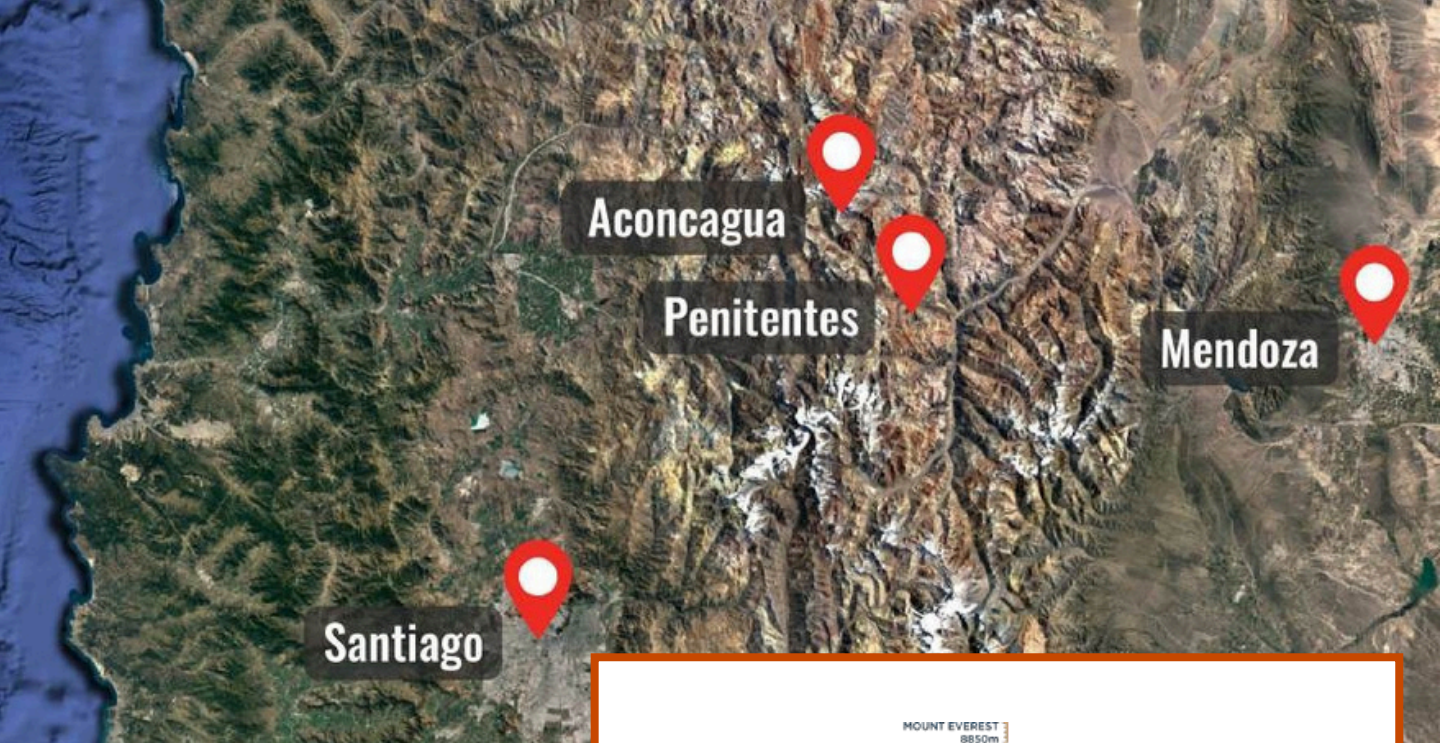 Aconcagua
Penitentes
Mendoza
Santiago
MOUNT EVEREST
8850m